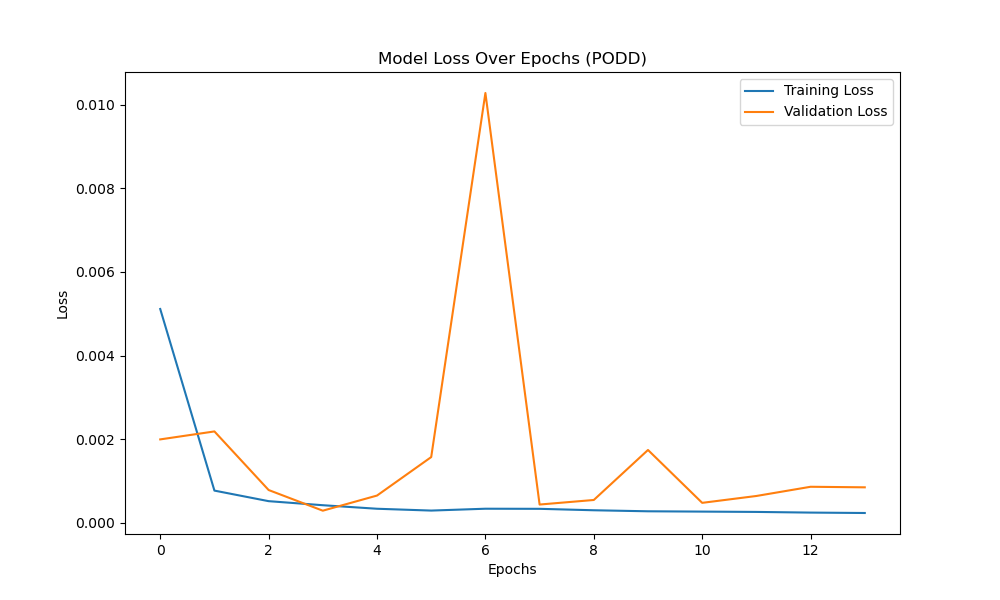 Model Loss Over Epochs (PODD)
Training Loss
Validation Loss
0.010
0.008
0.006
0.004
0.002
0.000
Loss
0 2 4 6 8 10 12
Epochs